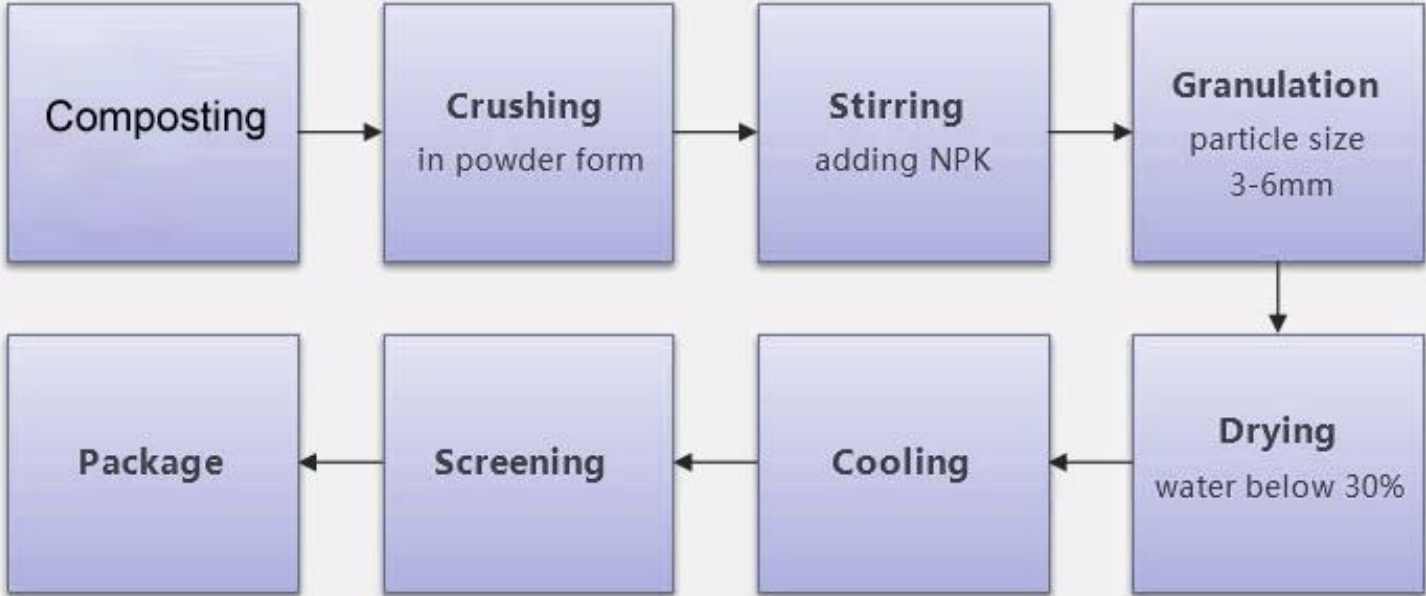 Composting
Crushing
in powder form
Stirring
adding NPK
Granulation
particle size
3-6mm
Drying
water below 30%
Cooling
Screening
Package